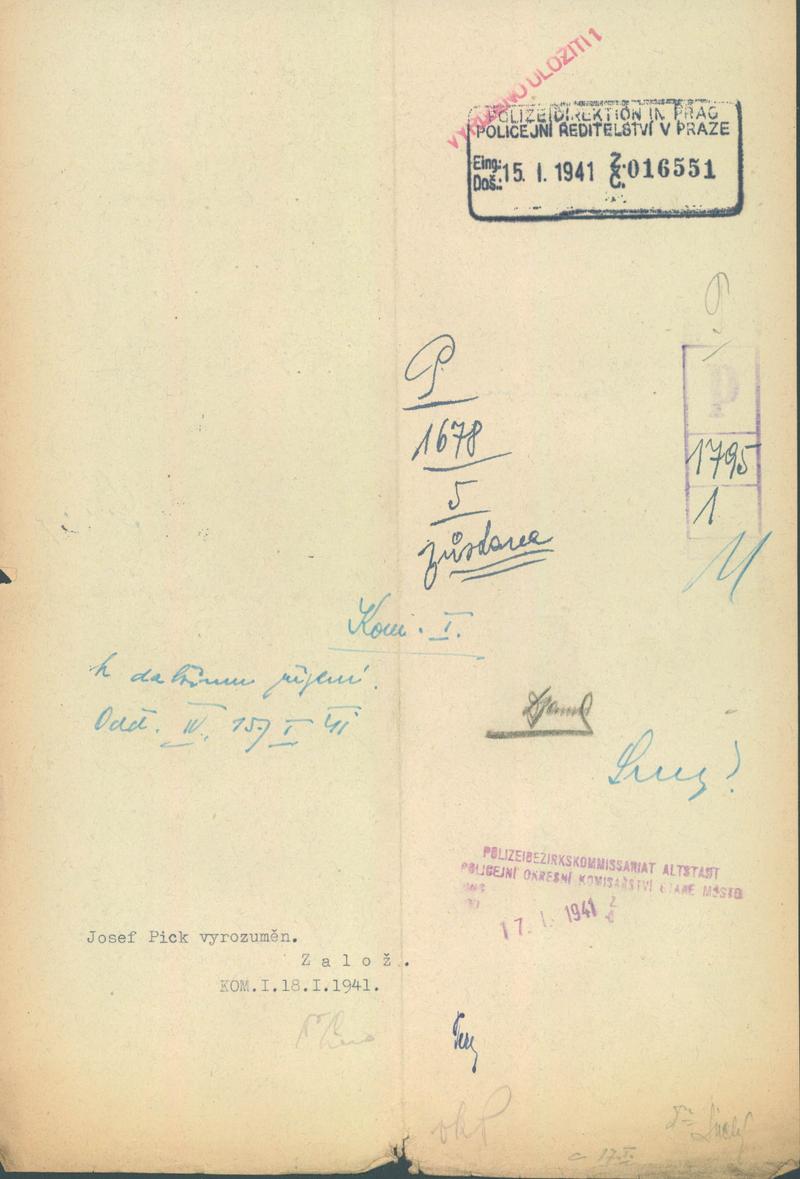 VYŘÍZENO ULOŽITI 1
POLIZEIDIREKTION IN PRAG
POLICEJNÍ ŘEDITELSTVÍ V PRAZE
Eing.: Doš.: 15. I. 1941 Z. Č. 016551
P
1678
5
zůstane
P
1795
1
Kom. I.
k dalšímu řízení.
Odd. IV. 15/I 41
POLIZEIBEZIRKSKOMMISSARIAT ALTSTADT
POLICEJNÍ OKRESNÍ KOMISAŘSTVÍ STARÉ MĚSTO
17. I. 1941
Josef Pick vyrozuměn.
Z a l o ž .
KOM.I.18.I.1941.
17.I.